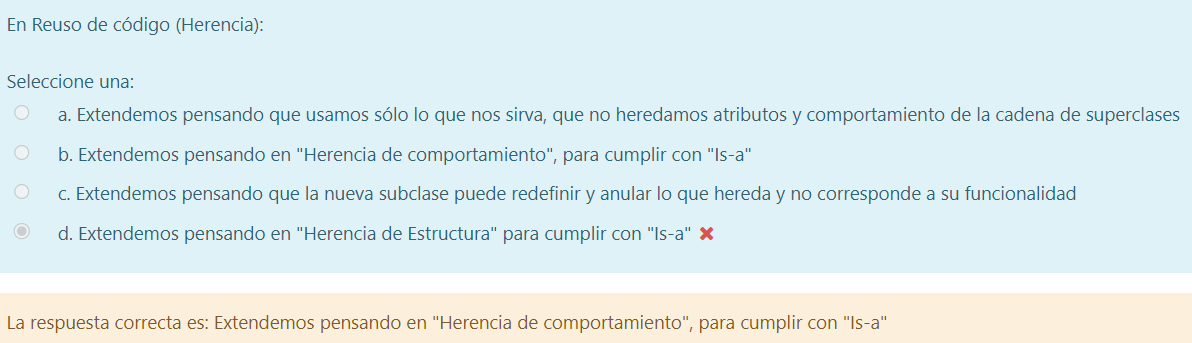 En Reuso de código (Herencia):
Seleccione una:
a. Extendemos pensando que usamos sólo lo que nos sirva, que no heredamos atributos y comportamiento de la cadena de superclases
b. Extendemos pensando en "Herencia de comportamiento", para cumplir con "Is-a"
c. Extendemos pensando que la nueva subclase puede redefinir y anular lo que hereda y no corresponde a su funcionalidad
d. Extendemos pensando en "Herencia de Estructura" para cumplir con "Is-a"
La respuesta correcta es: Extendemos pensando en "Herencia de comportamiento", para cumplir con "Is-a"